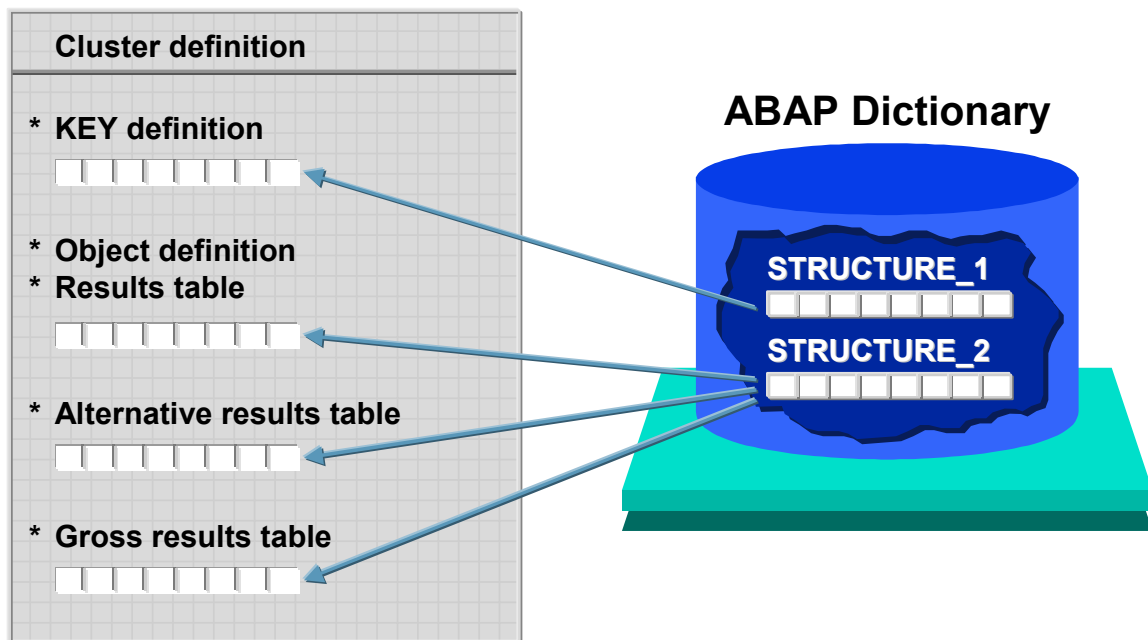 Cluster definition
* KEY definition
* Object definition
* Results table
* Alternative results table
* Gross results table
ABAP Dictionary
STRUCTURE_1
STRUCTURE_2